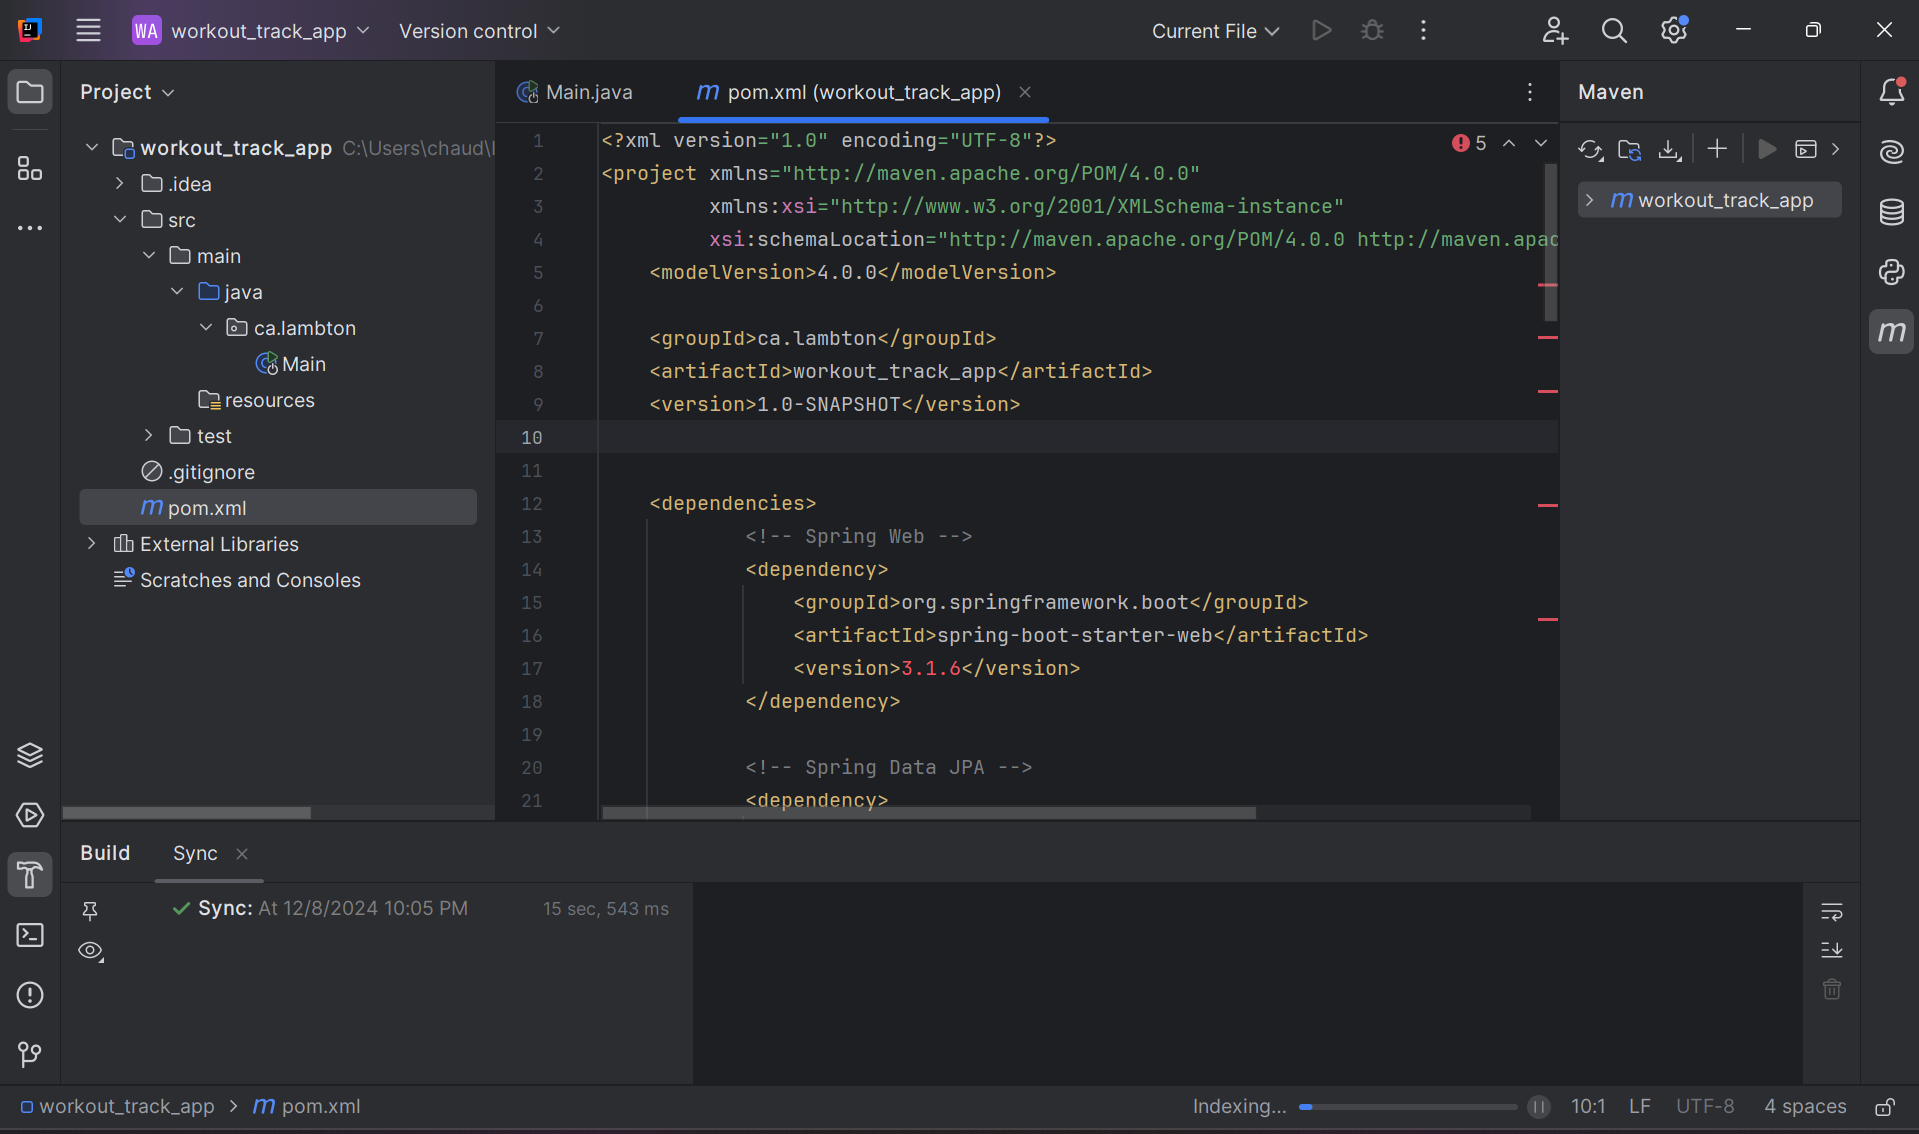 WA workout_track_app Version control Current File
Project
Main.java
pom.xml (workout_track_app)
Maven
workout_track_app C:\Users\chaud\
.idea
src
main
java
ca.lambton
Main
resources
test
.gitignore
pom.xml
External Libraries
Scratches and Consoles
5
1 <?xml version="1.0" encoding="UTF-8"?>
2 <project xmlns="http://maven.apache.org/POM/4.0.0"
3 xmlns:xsi="http://www.w3.org/2001/XMLSchema-instance"
4 xsi:schemaLocation="http://maven.apache.org/POM/4.0.0 http://maven.apac
5 <modelVersion>4.0.0</modelVersion>
6
7 <groupId>ca.lambton</groupId>
8 <artifactId>workout_track_app</artifactId>
9 <version>1.0-SNAPSHOT</version>
10
11
12 <dependencies>
13 <!-- Spring Web -->
14 <dependency>
15 <groupId>org.springframework.boot</groupId>
16 <artifactId>spring-boot-starter-web</artifactId>
17 <version>3.1.6</version>
18 </dependency>
19
20 <!-- Spring Data JPA -->
21 <dependency>
m workout_track_app
Build Sync
Sync: At 12/8/2024 10:05 PM 15 sec, 543 ms
workout_track_app > m pom.xml Indexing... 10:1 LF UTF-8 4 spaces